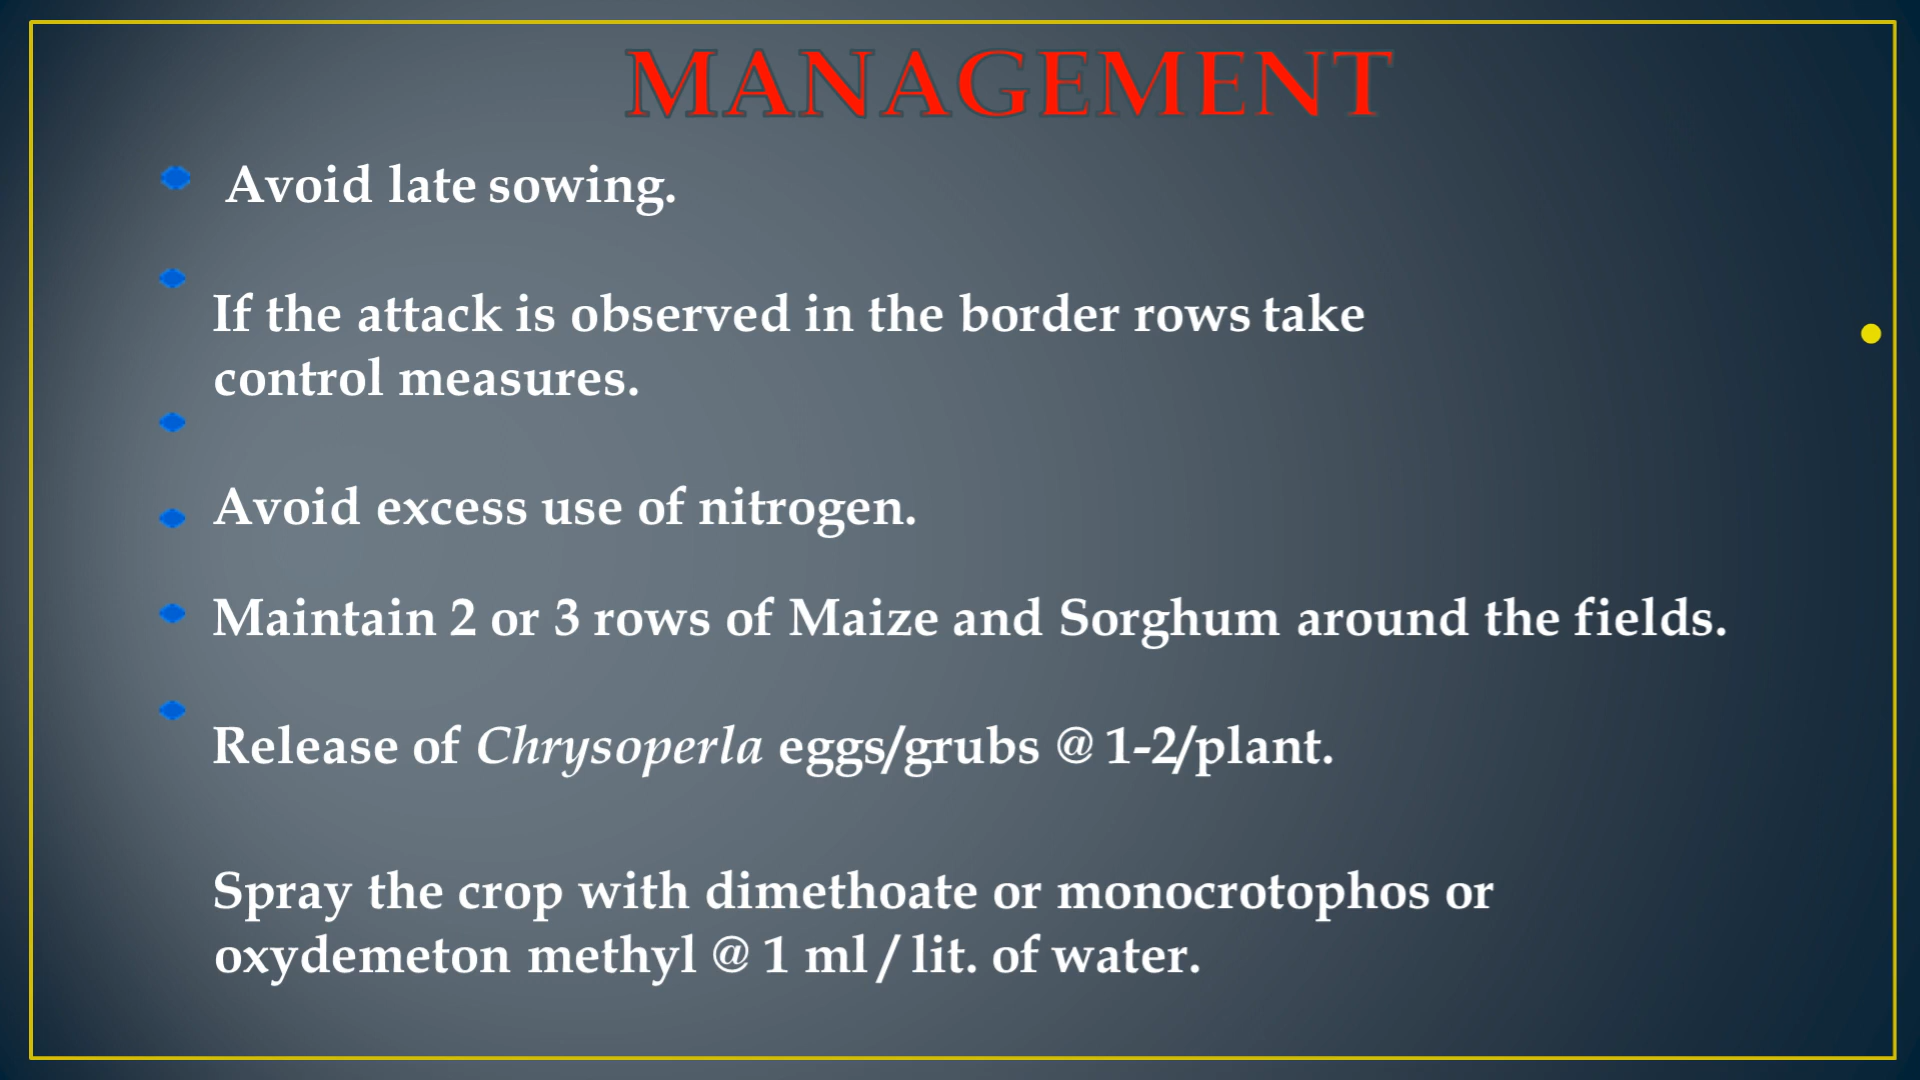 MANAGEMENT
Avoid late sowing.
If the attack is observed in the border rows take
control measures.
Avoid excess use of nitrogen.
Maintain 2 or 3 rows of Maize and Sorghum around the fields.
Release of Chrysoperla eggs/grubs @ 1-2/plant.
Spray the crop with dimethoate or monocrotophos or
oxydemeton methyl @ 1 ml / lit. of water.